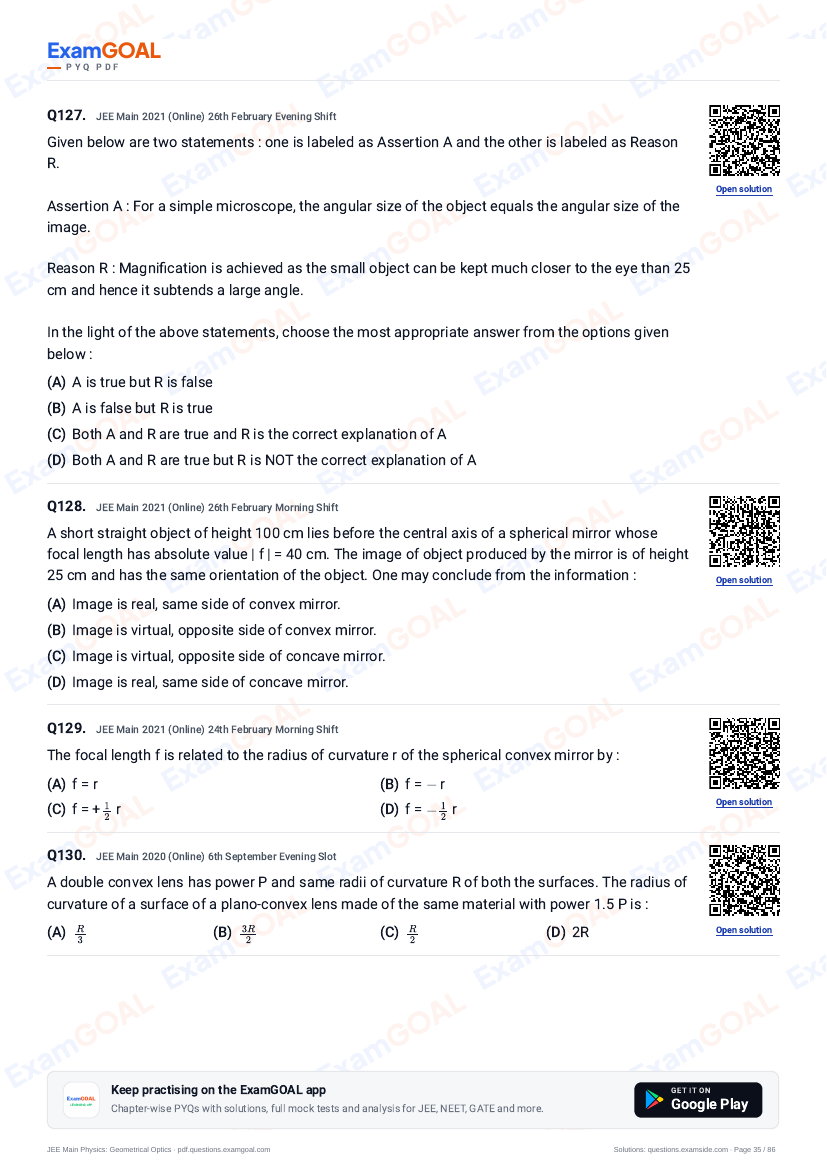 ExamGOAL
PYQ PDF
Q127. JEE Main 2021 (Online) 26th February Evening Shift
Given below are two statements : one is labeled as Assertion A and the other is labeled as Reason
R.
Open solution
Assertion A : For a simple microscope, the angular size of the object equals the angular size of the
image.
Reason R : Magnification is achieved as the small object can be kept much closer to the eye than 25
cm and hence it subtends a large angle.
In the light of the above statements, choose the most appropriate answer from the options given
below :
(A) A is true but R is false
(B) A is false but R is true
(C) Both A and R are true and R is the correct explanation of A
(D) Both A and R are true but R is NOT the correct explanation of A
Q128. JEE Main 2021 (Online) 26th February Morning Shift
A short straight object of height 100 cm lies before the central axis of a spherical mirror whose
focal length has absolute value | f | = 40 cm. The image of object produced by the mirror is of height
25 cm and has the same orientation of the object. One may conclude from the information :
Open solution
(A) Image is real, same side of convex mirror.
(B) Image is virtual, opposite side of convex mirror.
(C) Image is virtual, opposite side of concave mirror.
(D) Image is real, same side of concave mirror.
Q129. JEE Main 2021 (Online) 24th February Morning Shift
The focal length f is related to the radius of curvature r of the spherical convex mirror by :
(A) f = r (B) f = − r
Open solution
(C) f = + 1/2 r (D) f = − 1/2 r
Q130. JEE Main 2020 (Online) 6th September Evening Slot
A double convex lens has power P and same radii of curvature R of both the surfaces. The radius of
curvature of a surface of a plano-convex lens made of the same material with power 1.5 P is :
(A) R/3 (B) 3R/2 (C) R/2 (D) 2R
Open solution
ExamGOAL
Keep practising on the ExamGOAL app
Chapter-wise PYQs with solutions, full mock tests and analysis for JEE, NEET, GATE and more.
GET IT ON
Google Play
JEE Main Physics: Geometrical Optics · pdf.questions.examgoal.com
Solutions: questions.examside.com · Page 35 / 86